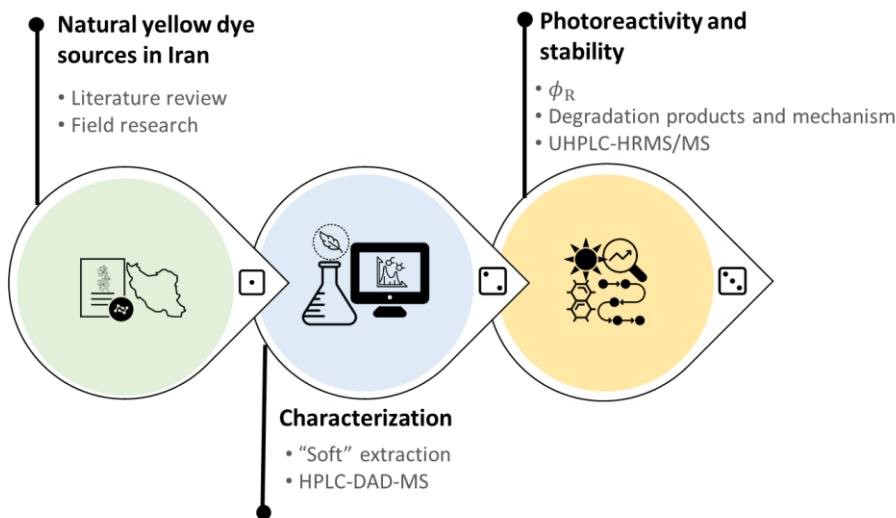 Natural yellow dye
sources in Iran
• Literature review
• Field research
Characterization
• “Soft” extraction
• HPLC-DAD-MS
Photoreactivity and
stability
• ϕR
• Degradation products and mechanism
• UHPLC-HRMS/MS